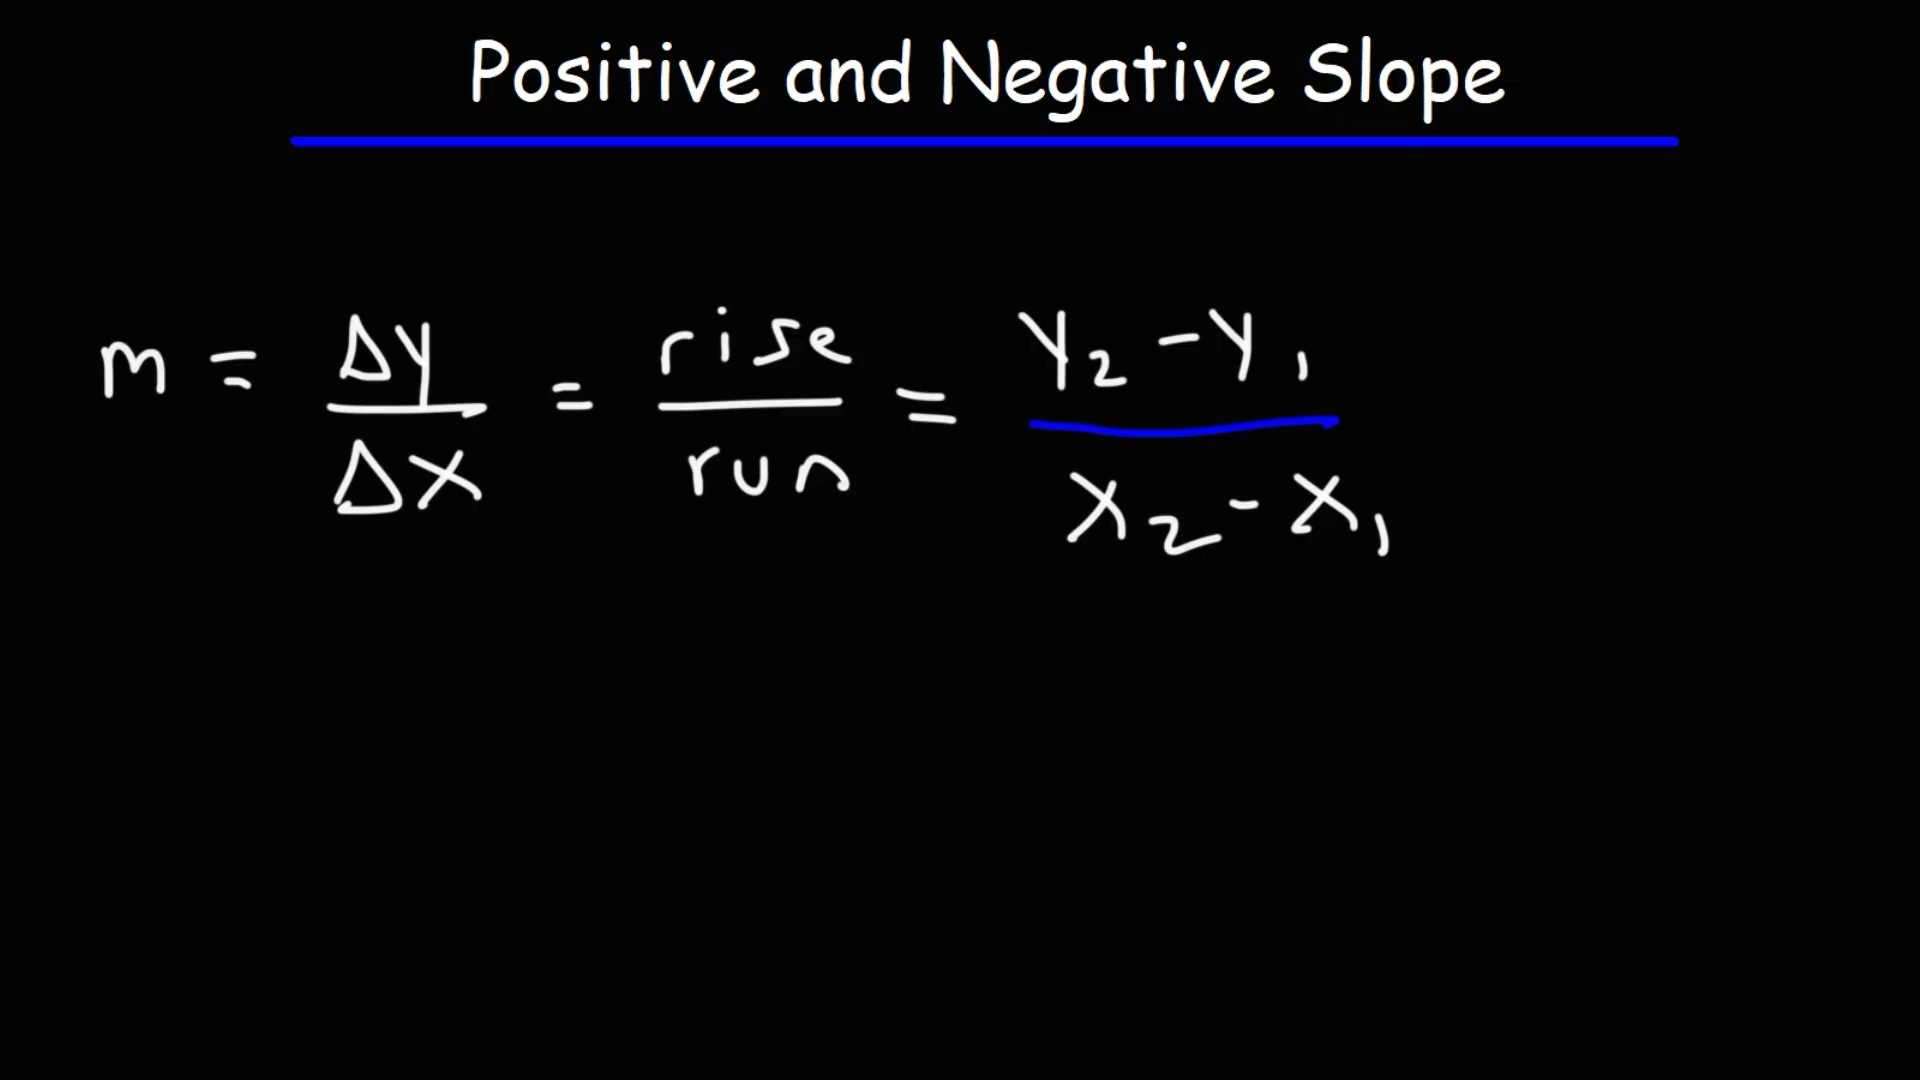 Positive and Negative Slope
m = Δy/Δx = rise/run = y₂ - y₁ / x₂ - x₁